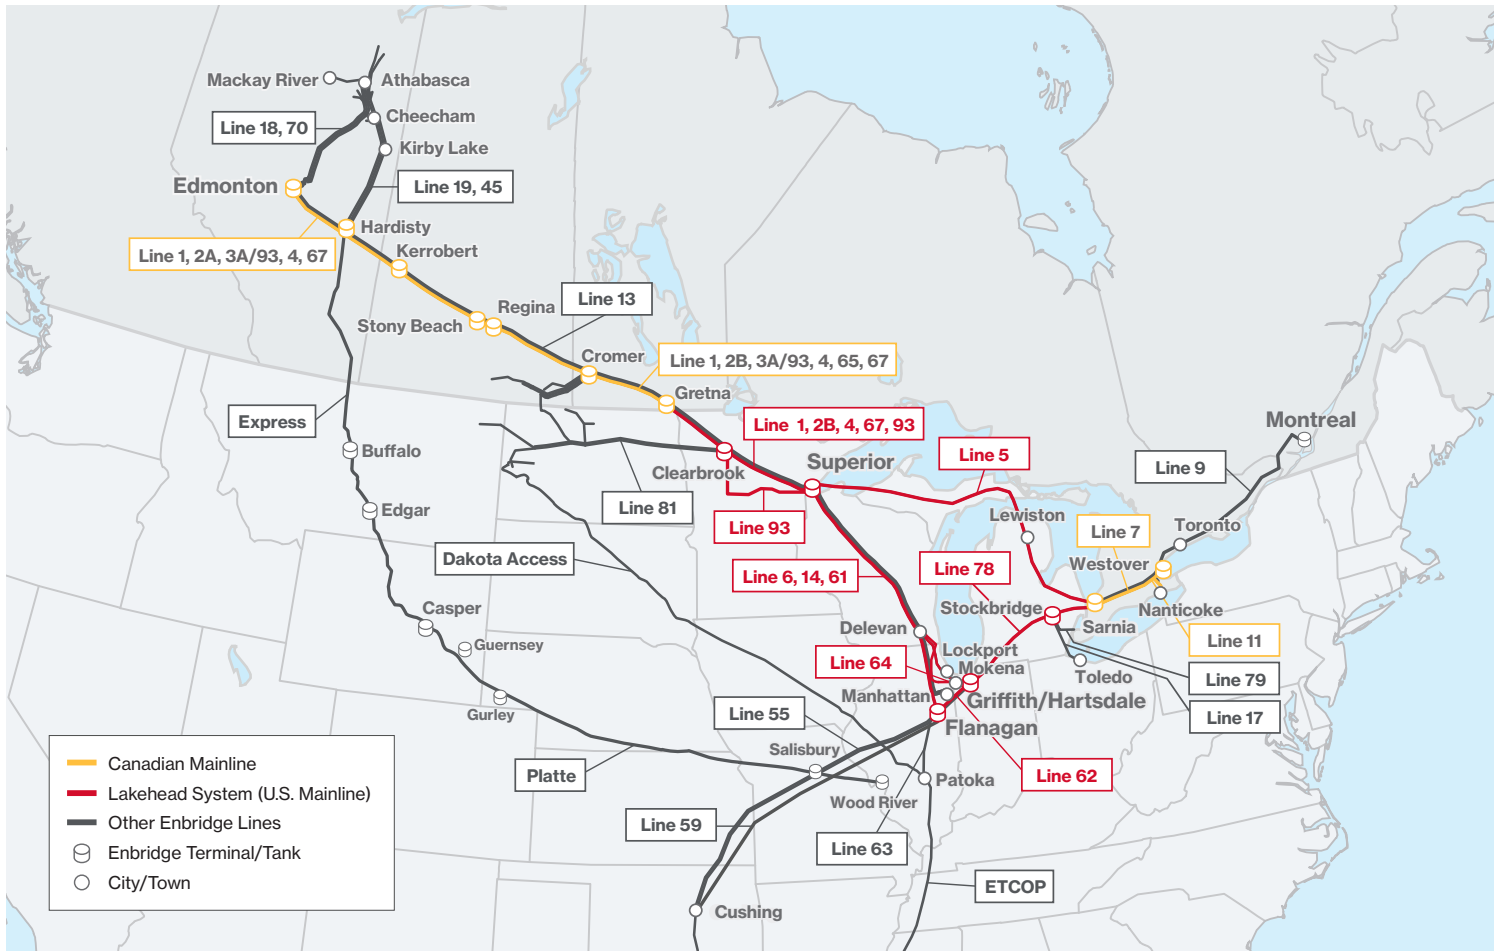 Mackay River
Athabasca
Cheecham
Line 18, 70
Kirby Lake
Edmonton
Line 19, 45
Hardisty
Line 1, 2A, 3A/93, 4, 67
Kerrobert
Regina
Line 13
Stony Beach
Cromer
Line 1, 2B, 3A/93, 4, 65, 67
Gretna
Express
Line 1, 2B, 4, 67, 93
Montreal
Buffalo
Clearbrook
Superior
Line 5
Line 9
Edgar
Line 81
Line 93
Lewiston
Toronto
Line 7
Dakota Access
Westover
Line 6, 14, 61
Line 78
Casper
Stockbridge
Nanticoke
Delevan
Sarnia
Guernsey
Lockport
Line 11
Line 64
Mokena
Toledo
Line 79
Manhattan
Griffith/Hartsdale
Gurley
Line 55
Line 17
Flanagan
Salisbury
Platte
Line 62
Patoka
Wood River
Line 59
Line 63
ETCOP
Cushing
Canadian Mainline
Lakehead System (U.S. Mainline)
Other Enbridge Lines
Enbridge Terminal/Tank
City/Town